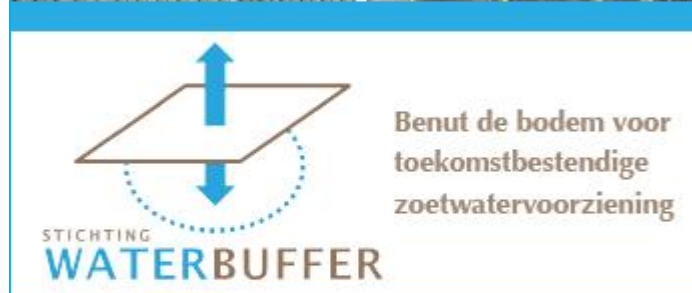 Benut de bodem voor
toekomstbestendige
zoetwatervoorziening
STICHTING
WATERBUFFER